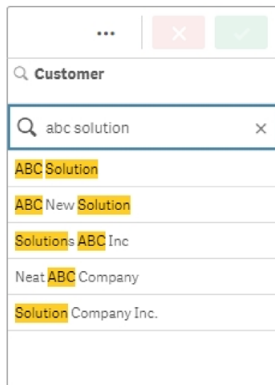 Customer
abc solution
ABC Solution
ABC New Solution
Solutions ABC Inc
Neat ABC Company
Solution Company Inc.